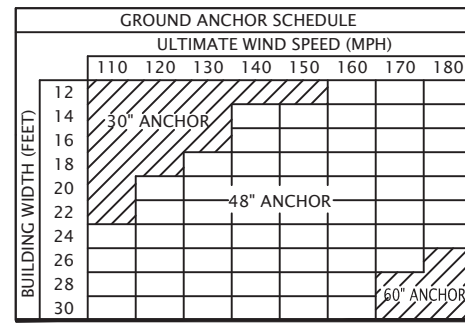 GROUND ANCHOR SCHEDULE
ULTIMATE WIND SPEED (MPH)
110 120 130 140 150 160 170 180
BUILDING WIDTH (FEET)
12
14
30" ANCHOR
16
18
20
48" ANCHOR
22
24
26
28
60" ANCHOR
30